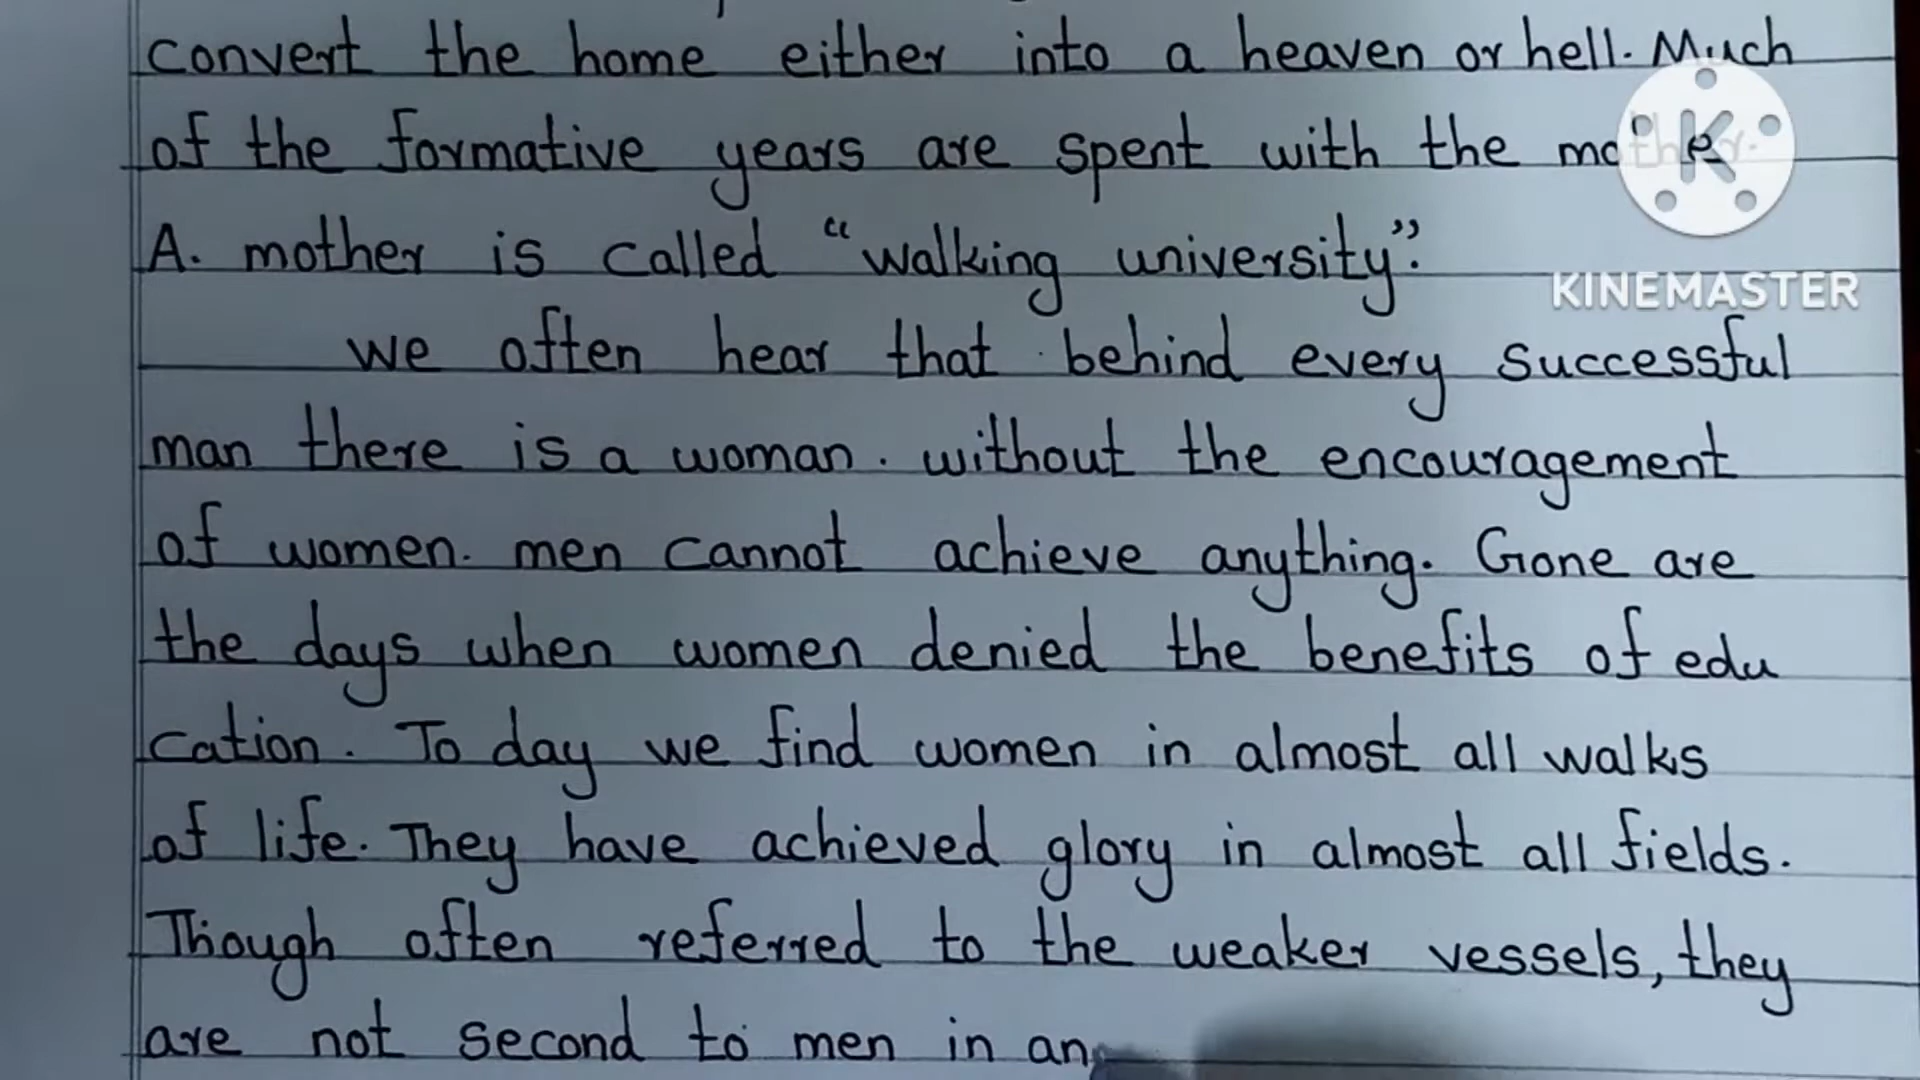 convert the home either into a heaven or hell. Much
of the formative years are spent with the mother.
A. mother is called "walking university".
KINEMASTER
we often hear that behind every successful
man there is a woman. without the encouragement
of women. men cannot achieve anything. Gone are
the days when women denied the benefits of edu
cation. To day we find women in almost all walks
of life. They have achieved glory in almost all fields.
Though often referred to the weaker vessels, they
are not second to men in